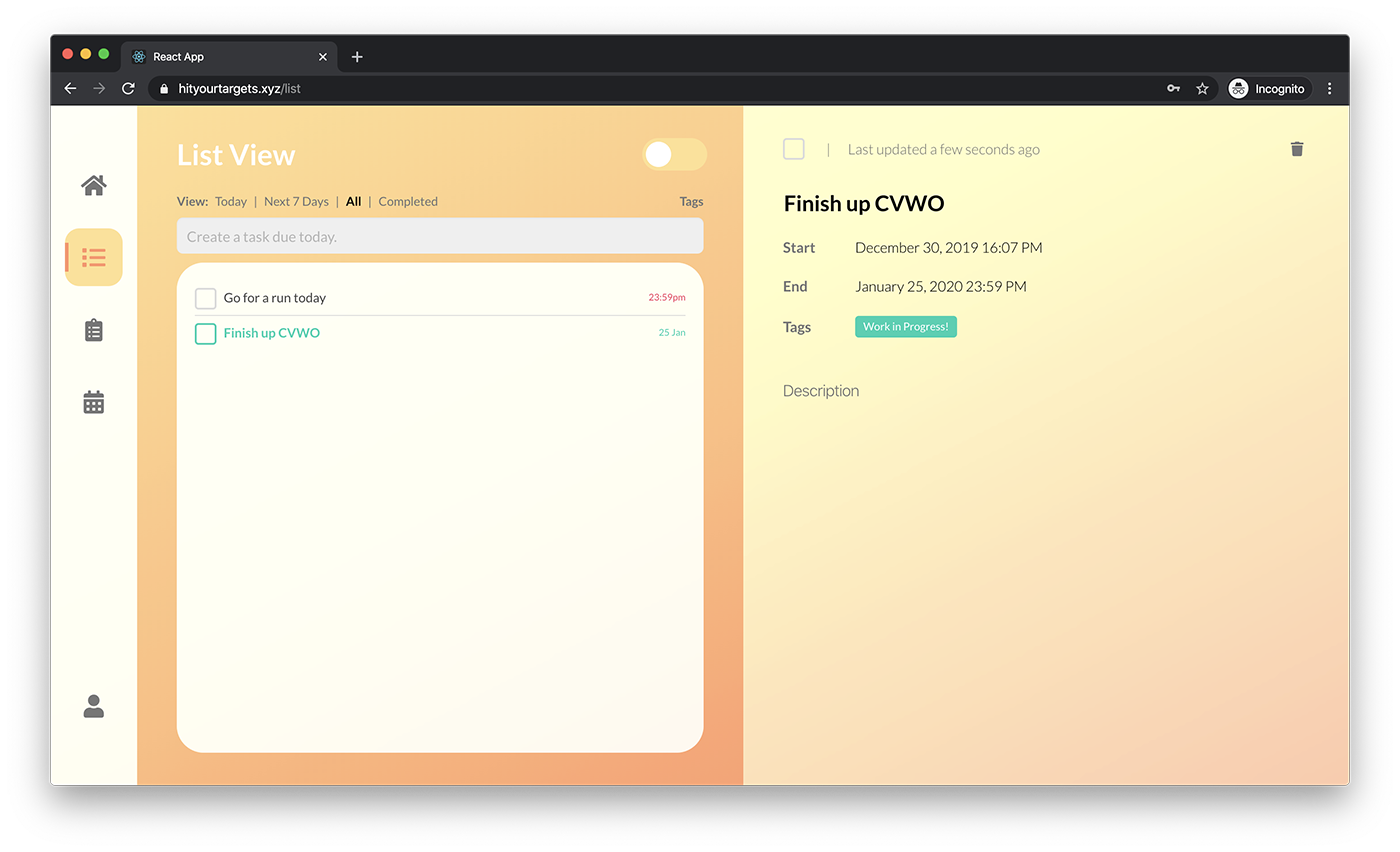 React App
hityourtargets.xyz/list
Incognito
List View
View: Today | Next 7 Days | All | Completed
Tags
Create a task due today.
Go for a run today
23:59pm
Finish up CVWO
25 Jan
| Last updated a few seconds ago
Finish up CVWO
Start December 30, 2019 16:07 PM
End January 25, 2020 23:59 PM
Tags Work in Progress!
Description